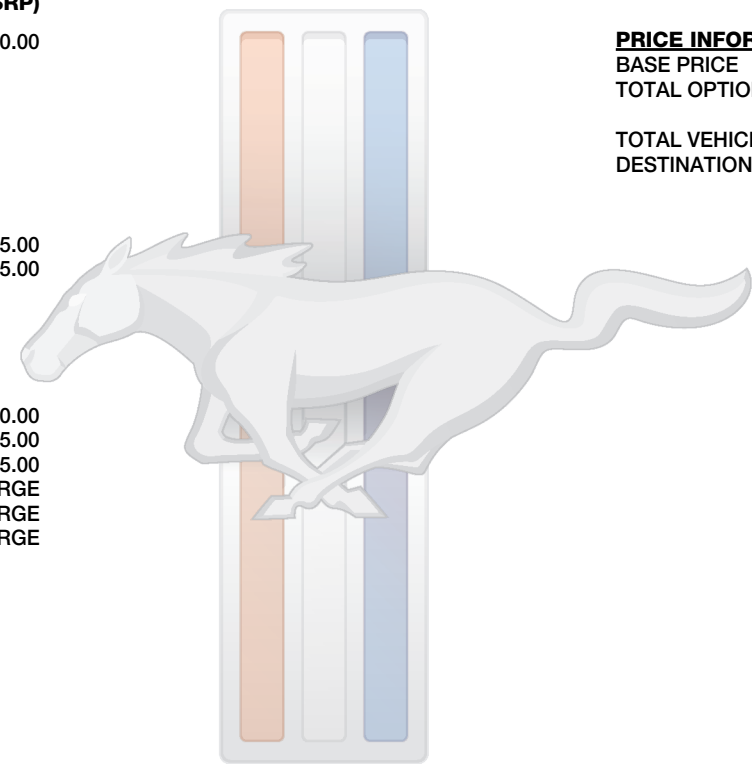 SRP)
0.00
5.00
5.00
0.00
5.00
5.00
RGE
RGE
RGE
PRICE INFOR
BASE PRICE
TOTAL OPTIO
TOTAL VEHICL
DESTINATION